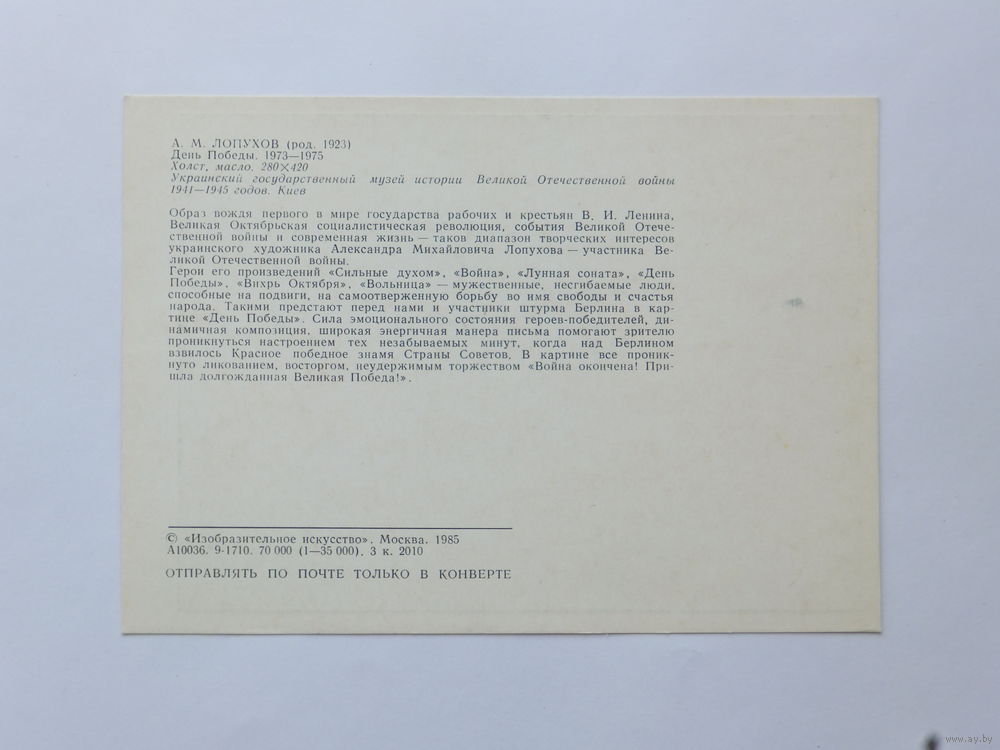 А. М. ЛОПУХОВ (род. 1923)
День Победы. 1973—1975
Холст, масло. 280×420
Украинский государственный музей истории Великой Отечественной войны
1941—1945 годов. Киев
Образ вождя первого в мире государства рабочих и крестьян В. И. Ленина,
Великая Октябрьская социалистическая революция, события Великой Отече-
ственной войны и современная жизнь — таков диапазон творческих интересов
украинского художника Александра Михайловича Лопухова — участника Ве-
ликой Отечественной войны.
Герои его произведений «Сильные духом», «Война», «Лунная соната», «День
Победы», «Вихрь Октября», «Вольница» — мужественные, несгибаемые люди,
способные на подвиги, на самоотверженную борьбу во имя свободы и счастья
народа. Такими предстают перед нами и участники штурма Берлина в кар-
тине «День Победы». Сила эмоционального состояния героев-победителей, ди-
намичная композиция, широкая энергичная манера письма помогают зрителю
проникнуться настроением тех незабываемых минут, когда над Берлином
взвилось Красное победное знамя Страны Советов. В картине все проник-
нуто ликованием, восторгом, неудержимым торжеством «Война окончена! При-
шла долгожданная Великая Победа!».
© «Изобразительное искусство». Москва. 1985
А10036. 9-1710. 70 000 (1—35 000). 3 к. 2010
ОТПРАВЛЯТЬ ПО ПОЧТЕ ТОЛЬКО В КОНВЕРТЕ
www.ay.by